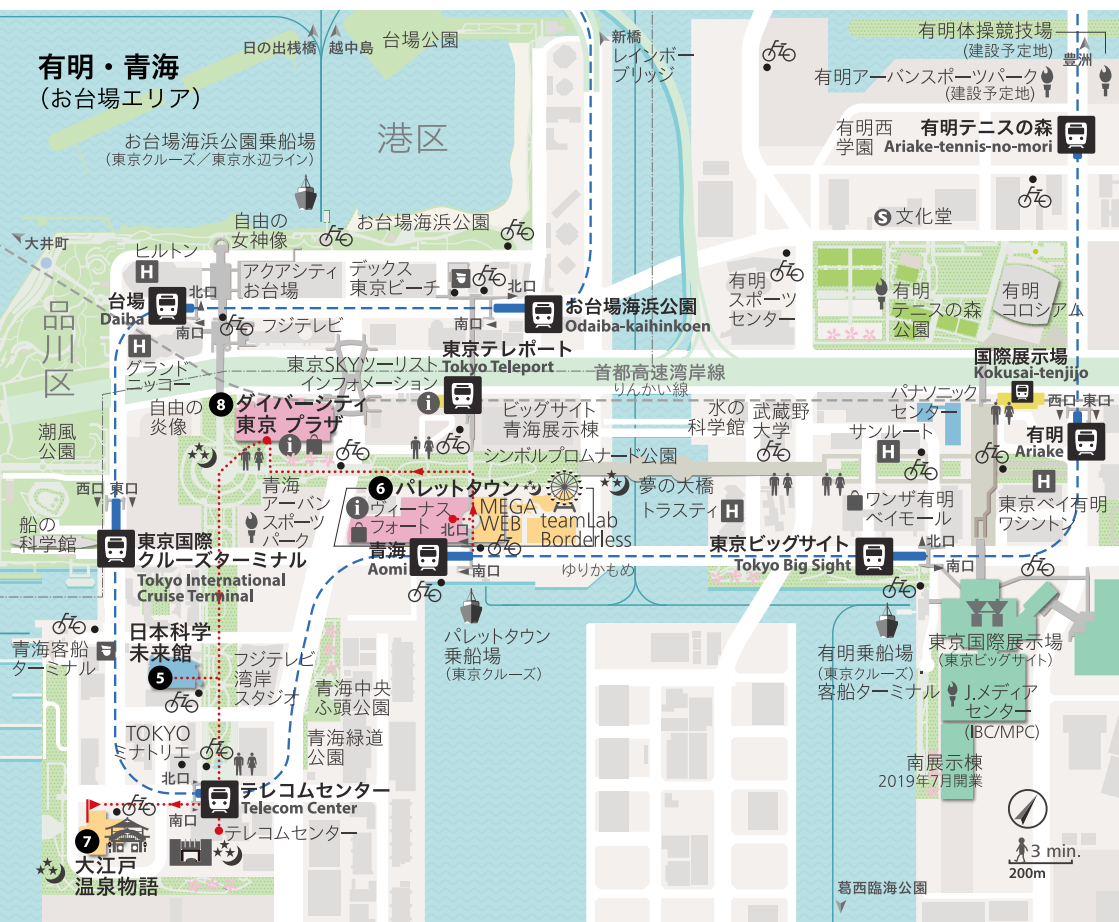 有明・青海
（お台場エリア）
日の出桟橋
越中島
台場公園
新橋
レインボー
ブリッジ
有明体操競技場
（建設予定地）
豊洲
有明アーバンスポーツパーク
（建設予定地）
お台場海浜公園乗船場
（東京クルーズ／東京水辺ライン）
港区
有明西
学園
有明テニスの森
Ariake-tennis-no-mori
S 文化堂
大井町
ヒルトン
H
自由の
女神像
お台場海浜公園
アクアシティ
お台場
デックス
東京ビーチ
北口
北口
台場
Daiba
南口
南口
お台場海浜公園
Odaiba-kaihinkoen
有明
スポーツ
センター
有明
テニスの森
公園
有明
コロシアム
品川区
H
グランド
ニッコー
フジテレビ
東京SKYツーリスト
インフォメーション
i
東京テレポート
Tokyo Teleport
首都高速湾岸線
りんかい線
国際展示場
Kokusai-tenjijo
自由の
炎像
8 ダイバーシティ
東京 プラザ
i
ビッグサイト
青海展示棟
水の
科学館
武蔵野
大学
パナソニック
センター
サンルート
H
西口
東口
有明
Ariake
潮風
公園
シンボルプロムナード公園
西口
東口
青海
アーバン
スポーツ
パーク
6 パレットタウン
i ヴィーナス
フォート
北口
MEGA
WEB
teamLab
Borderless
夢の大橋
トラスティ
H
ワンザ有明
ベイモール
H
東京ベイ有明
ワシントン
船の
科学館
東京国際
クルーズターミナル
Tokyo International
Cruise Terminal
青海
Aomi
南口
ゆりかもめ
東京ビッグサイト
Tokyo Big Sight
北口
南口
青海客船
ターミナル
日本科学
未来館
5
フジテレビ
湾岸
スタジオ
青海中央
ふ頭公園
パレットタウン
乗船場
（東京クルーズ）
有明乗船場
（東京クルーズ）・
客船ターミナル
東京国際展示場
（東京ビッグサイト）
J.メディア
センター
(IBC/MPC)
TOKYO
ミナトリエ
青海緑道
公園
北口
テレコムセンター
Telecom Center
南口
テレコムセンター
南展示棟
2019年7月開業
7
大江戸
温泉物語
葛西臨海公園
3 min.
200m